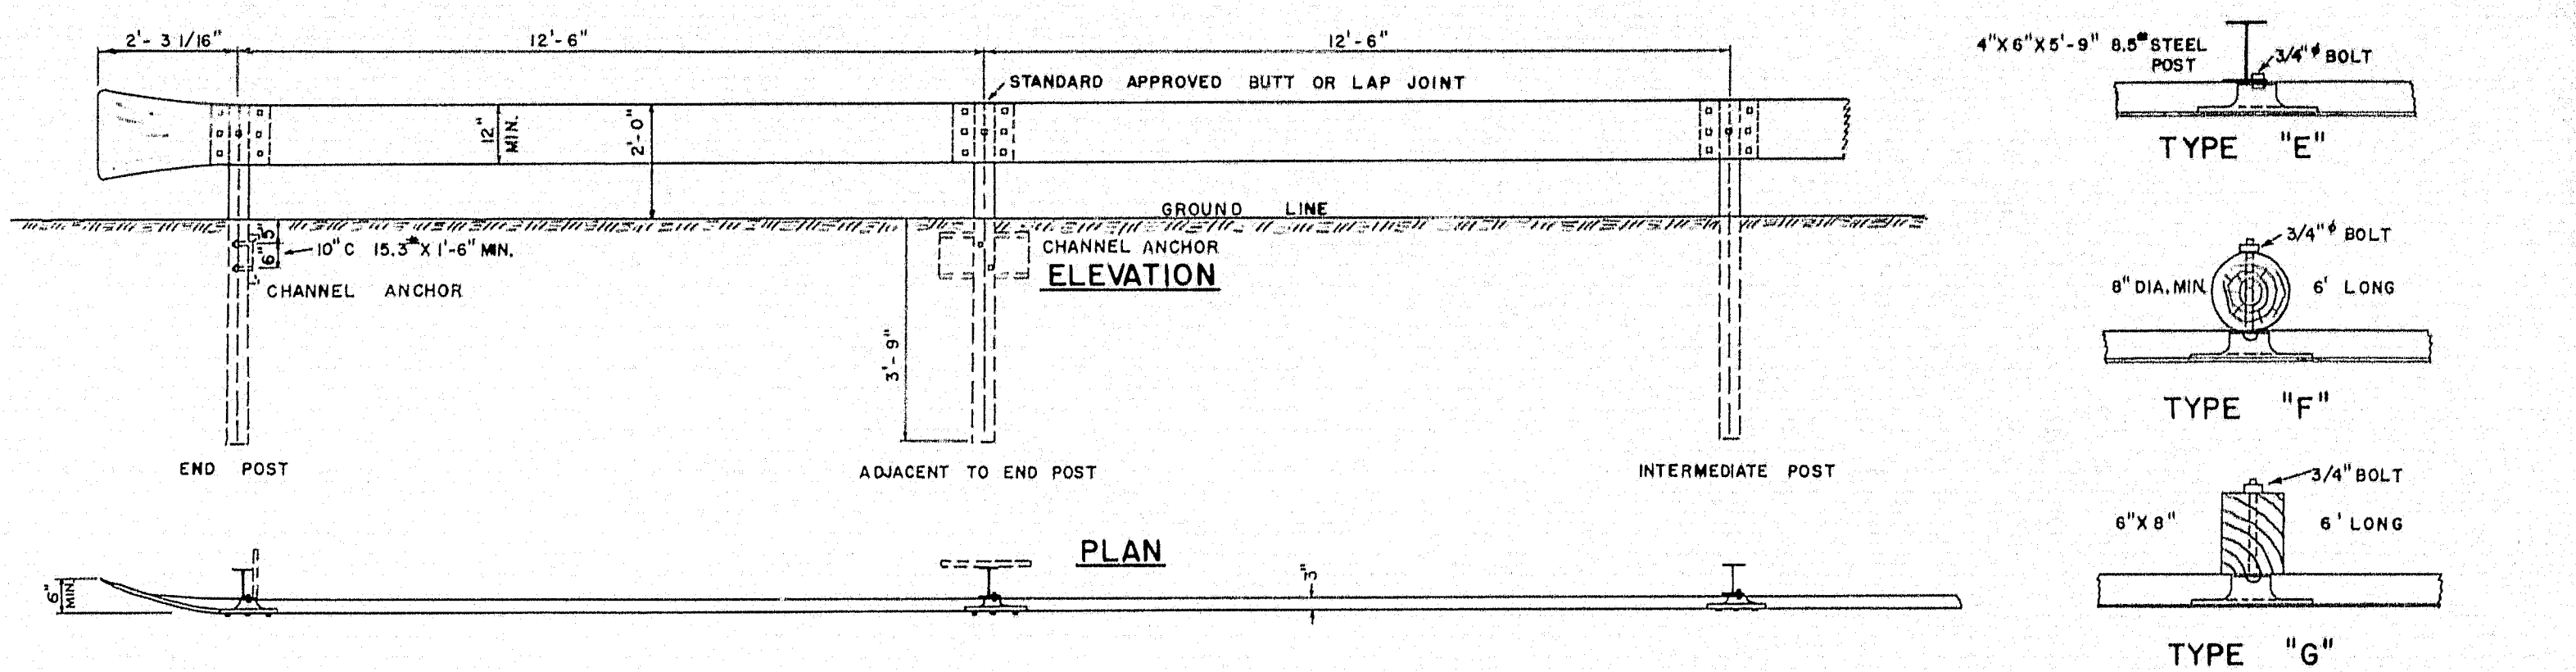 2'- 3 1/16"
12'-6"
12'-6"
STANDARD APPROVED BUTT OR LAP JOINT
12" MIN.
2'-0"
GROUND LINE
5"
6"
10" C 15.3# X 1'-6" MIN.
CHANNEL ANCHOR
CHANNEL ANCHOR
ELEVATION
3'-9"
END POST
ADJACENT TO END POST
INTERMEDIATE POST
PLAN
6" MIN.
3"
4"X6"X5'-9" 8.5# STEEL
POST
3/4"ϕ BOLT
TYPE "E"
3/4"ϕ BOLT
8" DIA. MIN.
6' LONG
TYPE "F"
3/4" BOLT
6"X8"
6' LONG
TYPE "G"